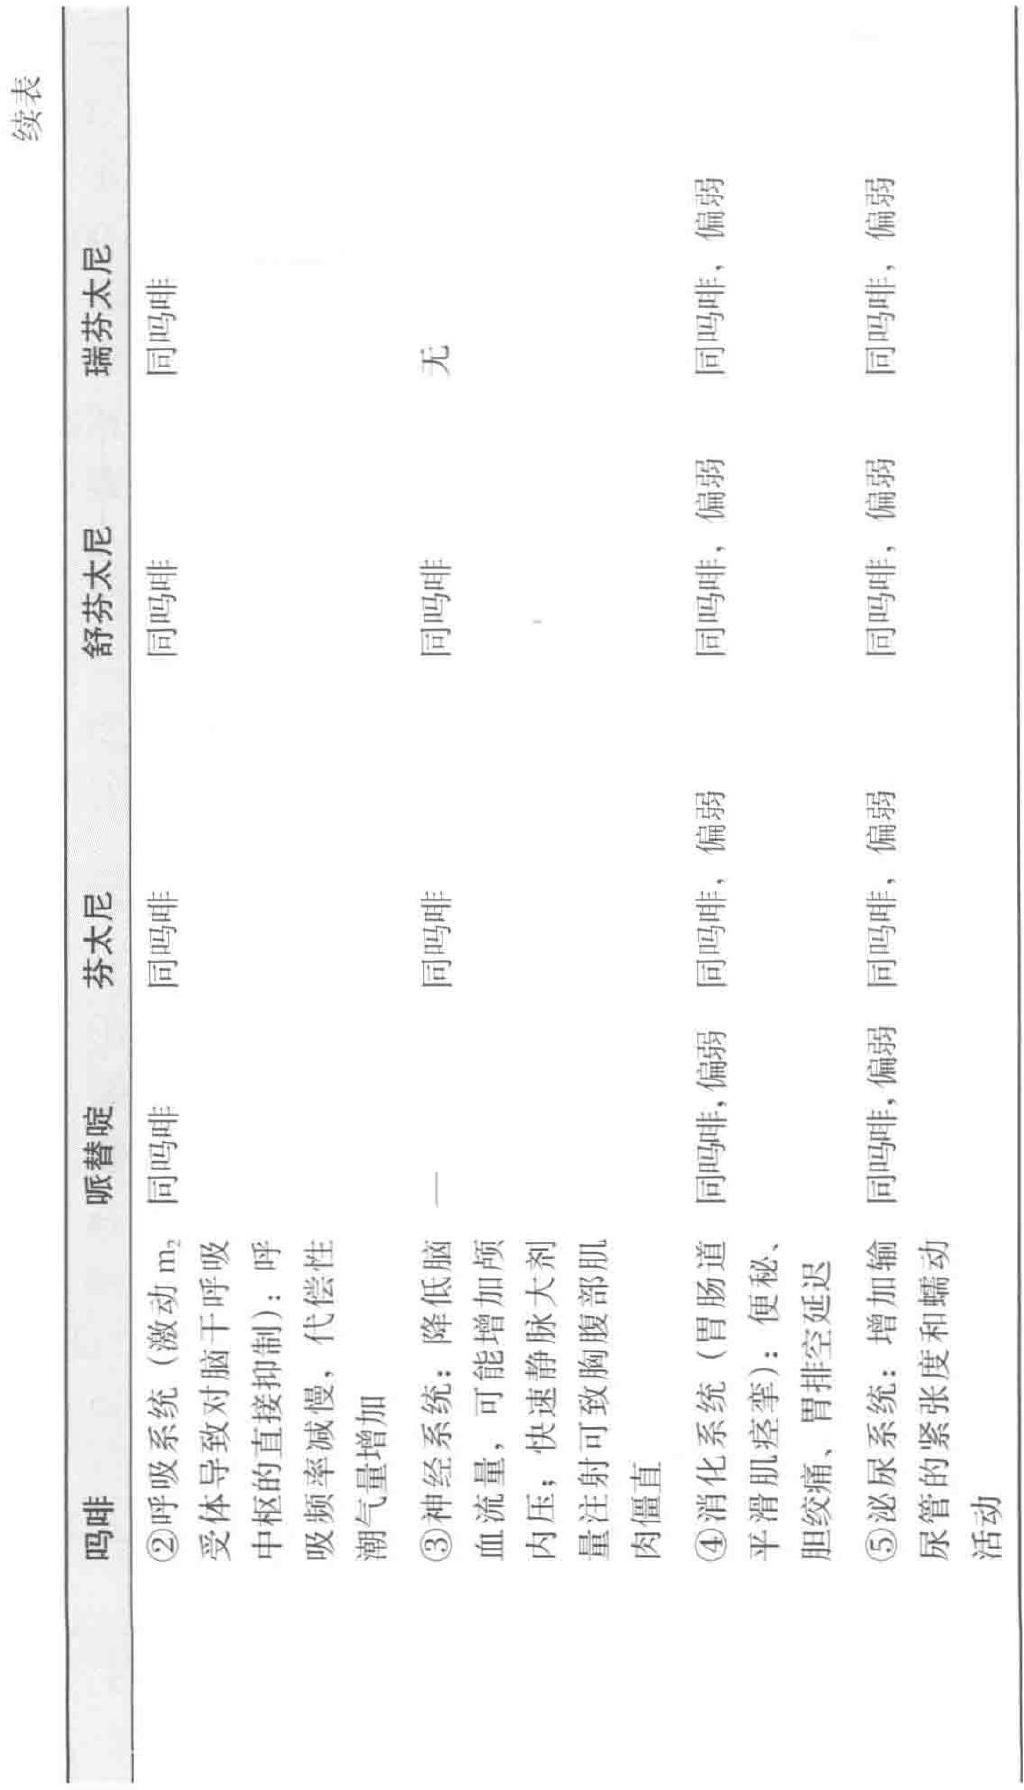 续表
吗啡 哌替啶 芬太尼 舒芬太尼 瑞芬太尼
②呼吸系统（激动 m₂ 同吗啡 同吗啡 同吗啡 同吗啡
受体导致对脑干呼吸
中枢的直接抑制）：呼
吸频率减慢，代偿性
潮气量增加
③神经系统：降低脑 — 同吗啡 同吗啡 无
血流量，可能增加颅
内压；快速静脉大剂
量注射可致胸腹部肌
肉僵直
④消化系统（胃肠道 同吗啡，偏弱 同吗啡，偏弱 同吗啡，偏弱 同吗啡，偏弱
平滑肌痉挛）：便秘、
胆绞痛、胃排空延迟
⑤泌尿系统：增加输 同吗啡，偏弱 同吗啡，偏弱 同吗啡，偏弱 同吗啡，偏弱
尿管的紧张度和蠕动
活动